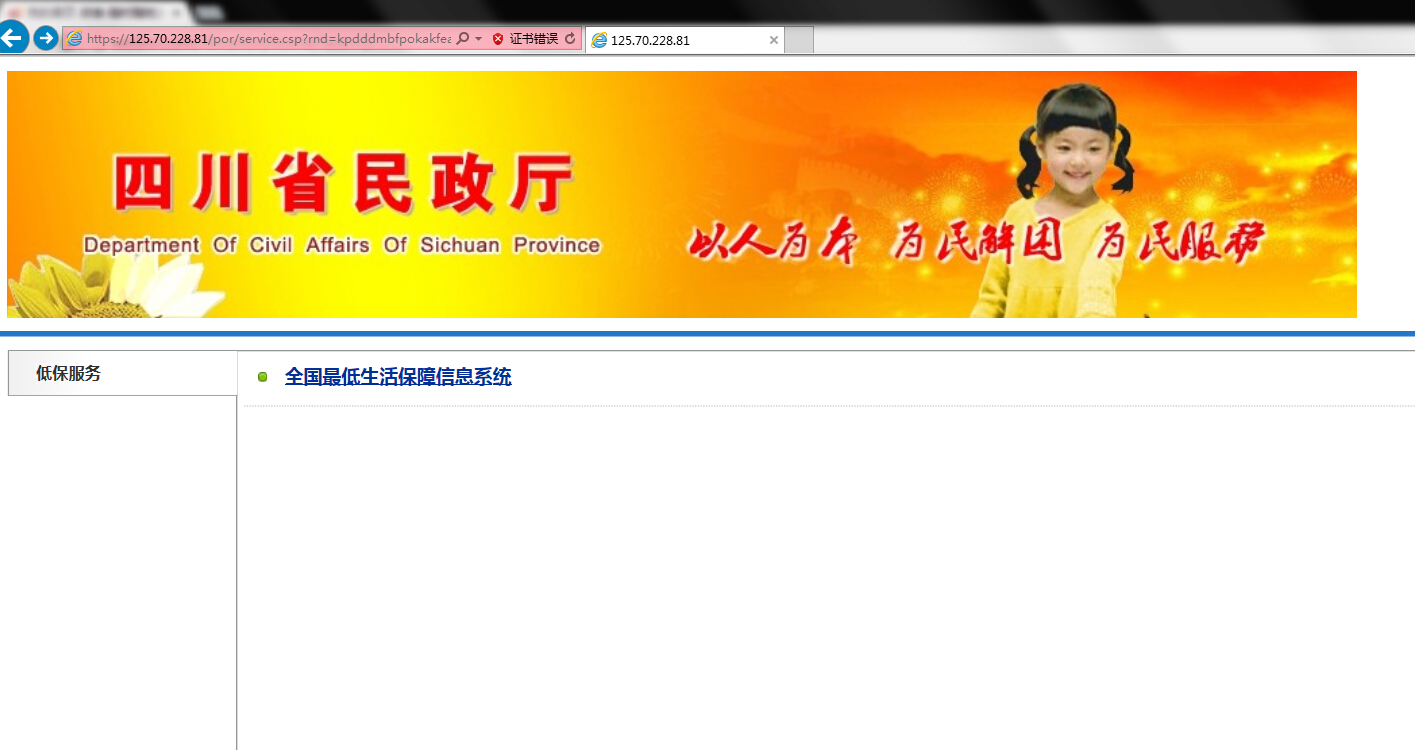 https://125.70.228.81/por/service.csp?rnd=kpdddmbfpokakfea
证书错误
125.70.228.81
四川省民政厅
Department Of Civil Affairs Of Sichuan Province
以人为本 为民解困 为民服务
低保服务
全国最低生活保障信息系统